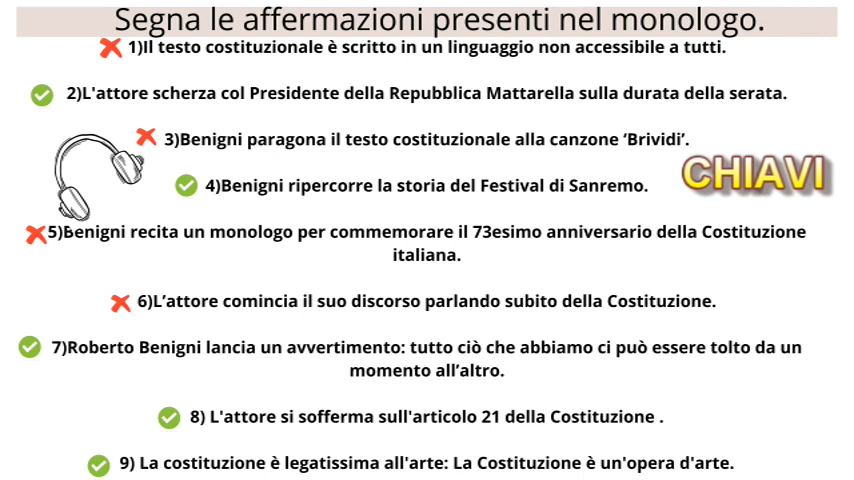 Segna le affermazioni presenti nel monologo.
1)Il testo costituzionale è scritto in un linguaggio non accessibile a tutti.
2)L'attore scherza col Presidente della Repubblica Mattarella sulla durata della serata.
3)Benigni paragona il testo costituzionale alla canzone ‘Brividi’.
CHIAVI
4)Benigni ripercorre la storia del Festival di Sanremo.
5)Benigni recita un monologo per commemorare il 73esimo anniversario della Costituzione
italiana.
6)L’attore comincia il suo discorso parlando subito della Costituzione.
7)Roberto Benigni lancia un avvertimento: tutto ciò che abbiamo ci può essere tolto da un
momento all’altro.
8) L'attore si sofferma sull'articolo 21 della Costituzione .
9) La costituzione è legatissima all'arte: La Costituzione è un'opera d'arte.